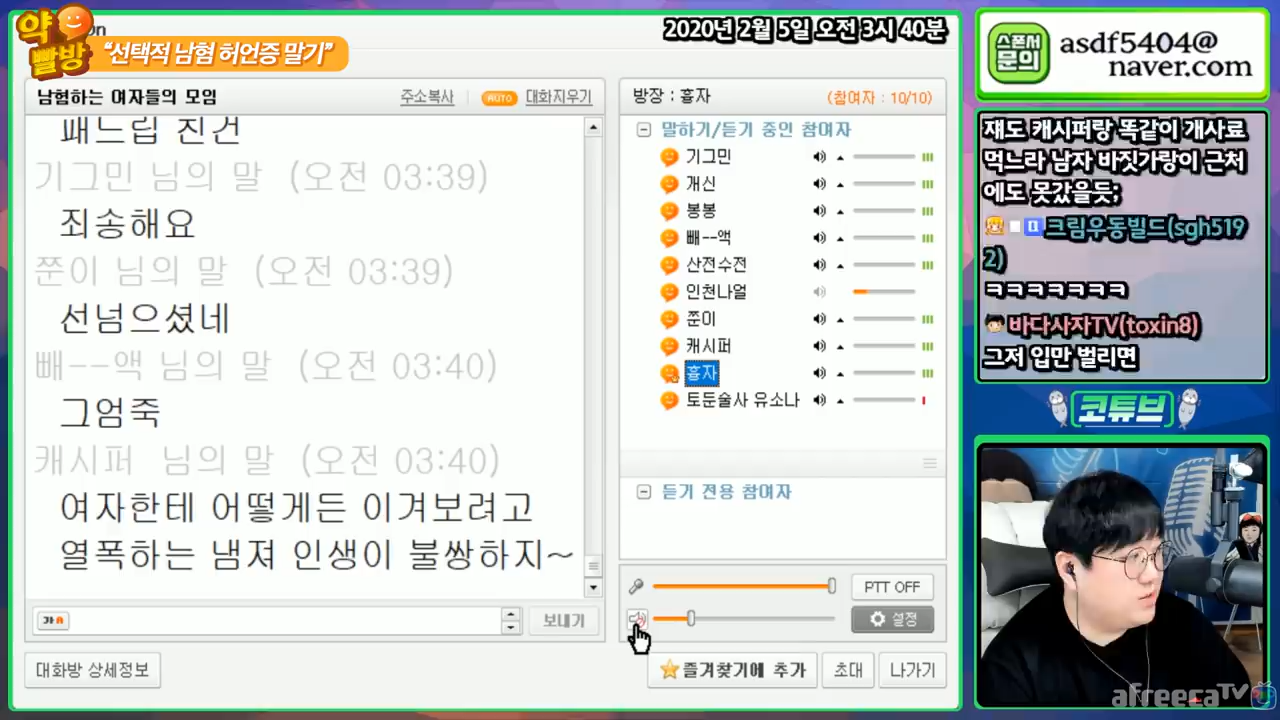 약빨방
on
“선택적 남혐 허언증 말기”
2020년 2월 5일 오전 3시 40분
남혐하는 여자들의 모임
주소복사
AUTO 대화지우기
패느립 진건
기그민 님의 말 (오전 03:39)
죄송해요
쭌이 님의 말 (오전 03:39)
선넘으셨네
빼--액 님의 말 (오전 03:40)
그엄죽
캐시퍼 님의 말 (오전 03:40)
여자한테 어떻게든 이겨보려고
열폭하는 냄져 인생이 불쌍하지~
가A
보내기
대화방 상세정보
방장 : 흉자
(참여자 : 10/10)
말하기/듣기 중인 참여자
기그민
개신
봉봉
빼--액
산전수전
인천나얼
쭌이
캐시퍼
흉자
토둔술사 유소나
듣기 전용 참여자
PTT OFF
설정
즐겨찾기에 추가
초대
나가기
스폰서
문의
asdf5404@
naver.com
쟤도 캐시퍼랑 똑같이 개사료
먹느라 남자 바짓가랑이 근처
에도 못갔을듯;
크림우동빌드(sgh519
2)
ㅋㅋㅋㅋㅋㅋㅋ
바다사자TV(toxin8)
그저 입만 벌리면
코튜브
afreecaTV